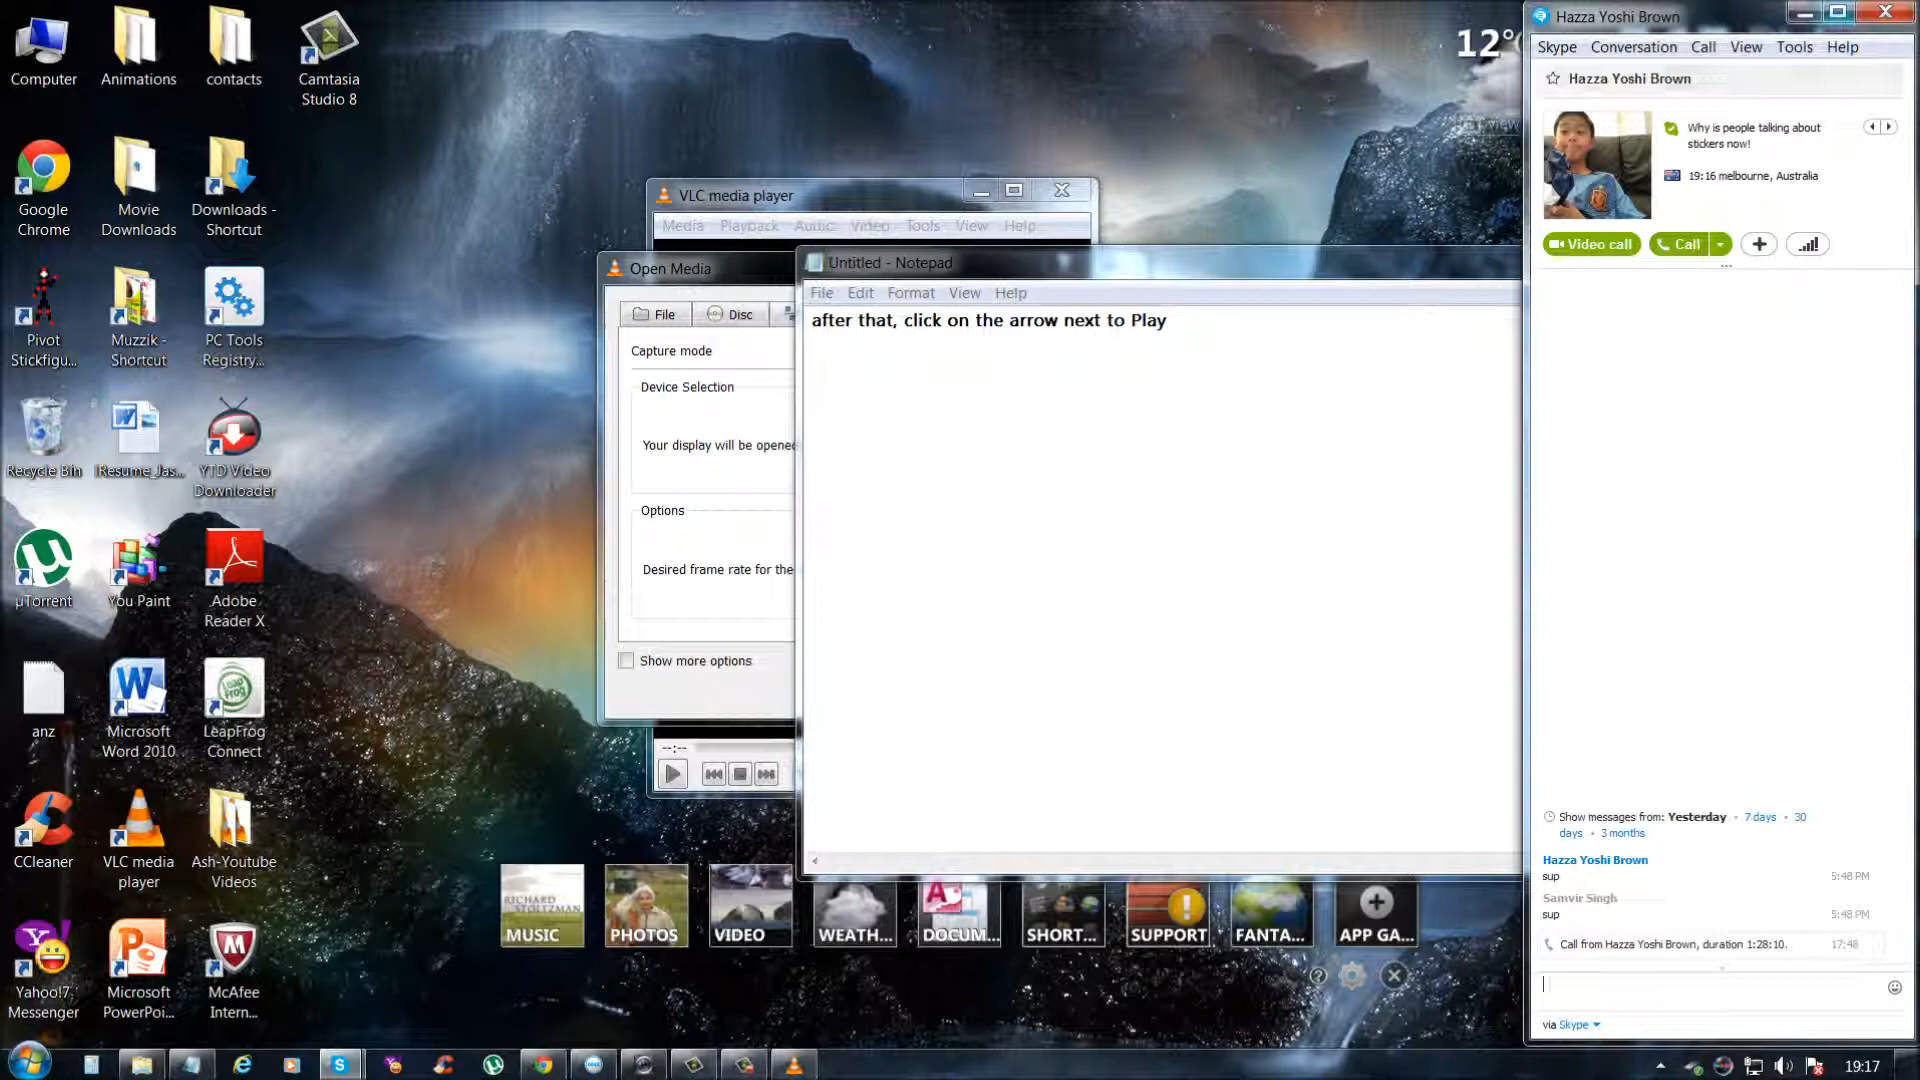 Computer
Animations
contacts
Camtasia
Studio 8
Google
Chrome
Movie
Downloads
Downloads -
Shortcut
Pivot
Stickfigu...
Muzzik -
Shortcut
PC Tools
Registry...
Recycle Bin
IResume_Jas...
YTD Video
Downloader
µTorrent
You Paint
Adobe
Reader X
anz
Microsoft
Word 2010
LeapFrog
Connect
CCleaner
VLC media
player
Ash-Youtube
Videos
Yahoo!7
Messenger
Microsoft
PowerPoi...
McAfee
Intern...
VLC media player
Media Playback Audio Video Tools View Help
Open Media
File
Disc
Capture mode
Device Selection
Your display will be opened
Options
Desired frame rate for the
Show more options
--:--
Untitled - Notepad
File Edit Format View Help
after that, click on the arrow next to Play
RICHARD
STOLTZMAN
MUSIC
PHOTOS
VIDEO
WEATH...
DOCUM...
SHORT...
SUPPORT
FANTA...
APP GA...
12°
Hazza Yoshi Brown
Skype Conversation Call View Tools Help
Hazza Yoshi Brown
Why is people talking about
stickers now!
19:16 melbourne, Australia
Video call
Call
Show messages from: Yesterday • 7 days • 30
days • 3 months
Hazza Yoshi Brown
sup 5:48 PM
Samvir Singh
sup 5:48 PM
Call from Hazza Yoshi Brown, duration 1:28:10. 17:48
via Skype
19:17